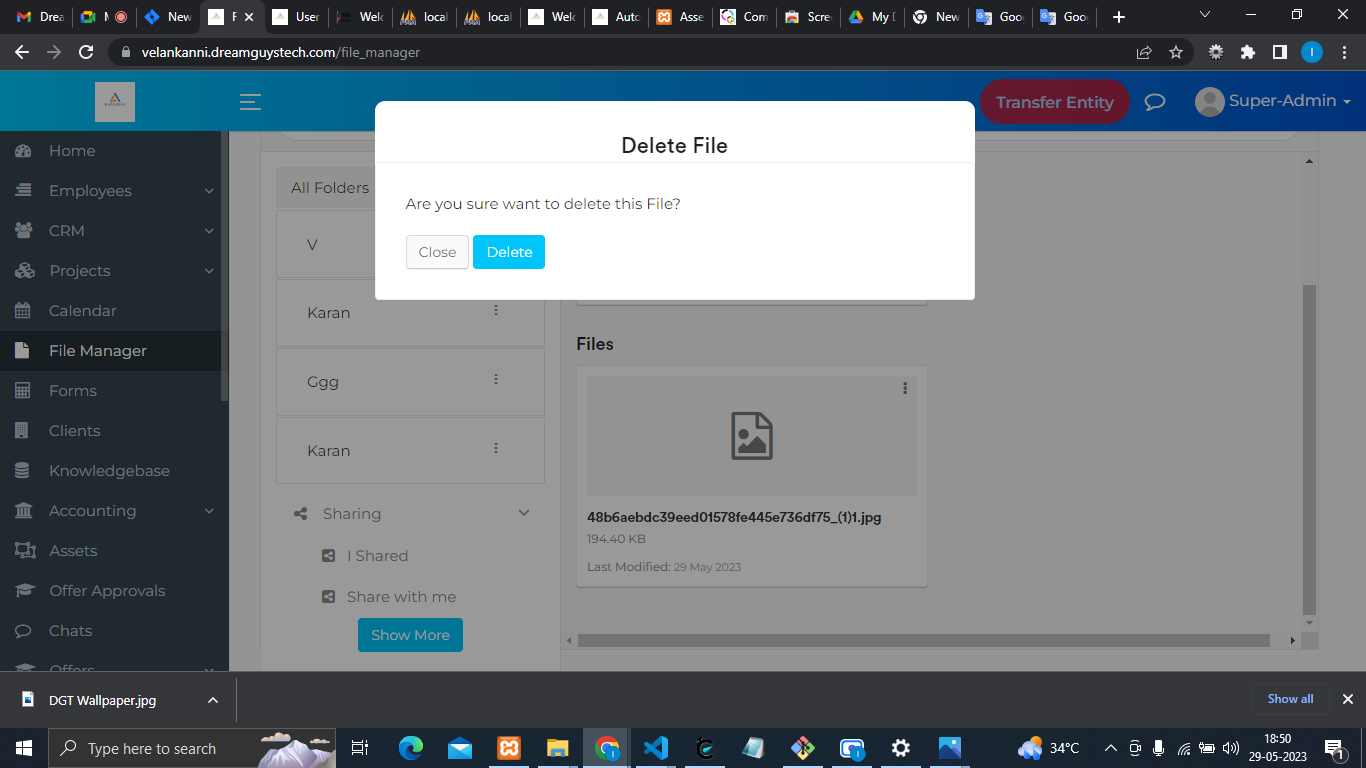 Drea
M
New
F
User
Welc
local
local
Welc
Auto
Asse
Com
Scre
My D
New
Goo
Goo
velankanni.dreamguystech.com/file_manager
I
Transfer Entity
Super-Admin
Delete File
Are you sure want to delete this File?
Close
Delete
Home
Employees
CRM
Projects
Calendar
File Manager
Forms
Clients
Knowledgebase
Accounting
Assets
Offer Approvals
Chats
Offers
All Folders
V
Karan
Ggg
Karan
Sharing
I Shared
Share with me
Show More
Files
48b6aebdc39eed01578fe445e736df75_(1)1.jpg
194.40 KB
Last Modified: 29 May 2023
DGT Wallpaper.jpg
Show all
Type here to search
34°C
18:50
29-05-2023
1